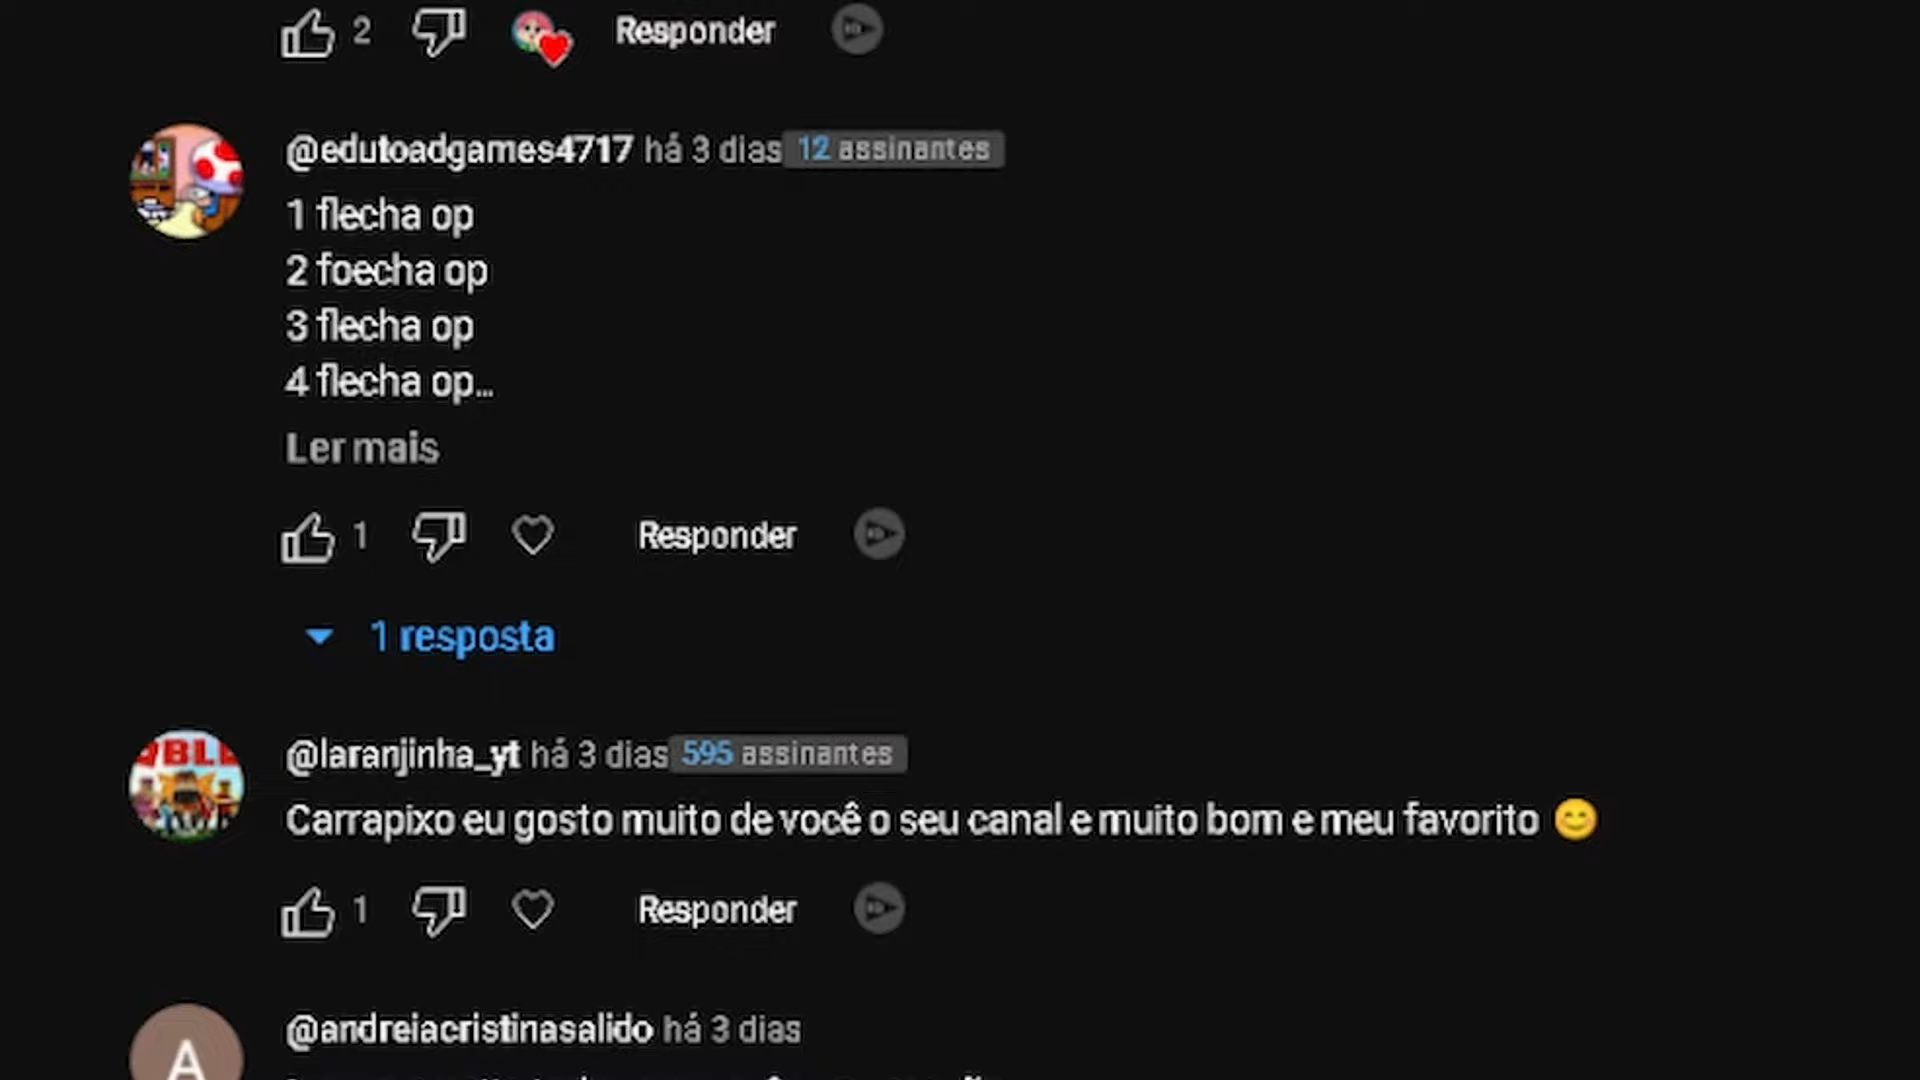 2 Responder
@edutoadgames4717 há 3 dias 12 assinantes
1 flecha op
2 foecha op
3 flecha op
4 flecha op...
Ler mais
1 Responder
1 resposta
@laranjinha_yt há 3 dias 595 assinantes
Carrapixo eu gosto muito de você o seu canal e muito bom e meu favorito 😊
1 Responder
A @andreiacristinasalido há 3 dias